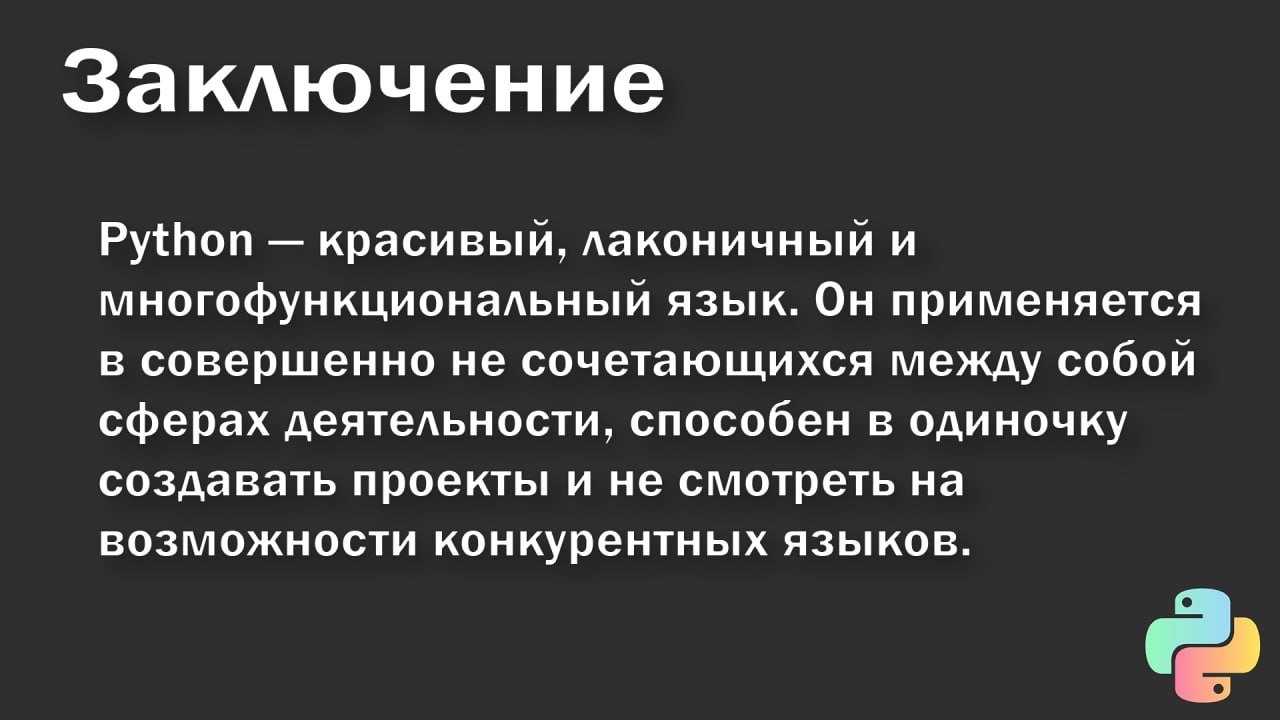 Заключение
Python — красивый, лаконичный и
многофункциональный язык. Он применяется
в совершенно не сочетающихся между собой
сферах деятельности, способен в одиночку
создавать проекты и не смотреть на
возможности конкурентных языков.